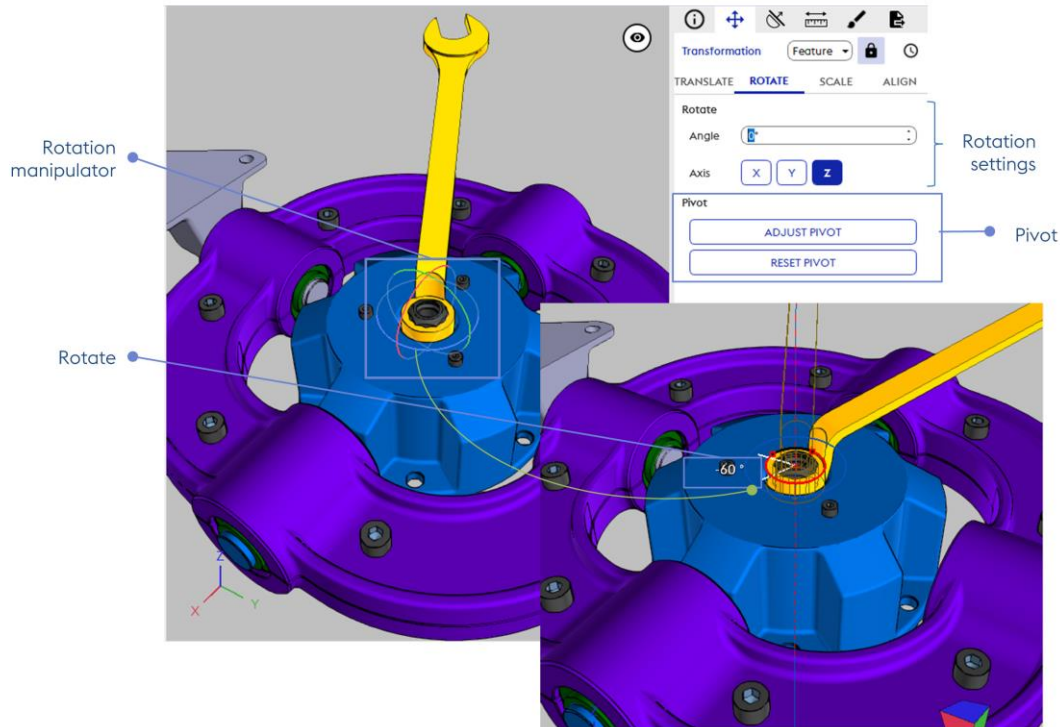 Transformation
Feature
TRANSLATE ROTATE SCALE ALIGN
Rotate
Angle 0°
Axis X Y Z
Pivot
ADJUST PIVOT
RESET PIVOT
Rotation
settings
Pivot
Rotation
manipulator
Rotate
-60 °
Z
X Y